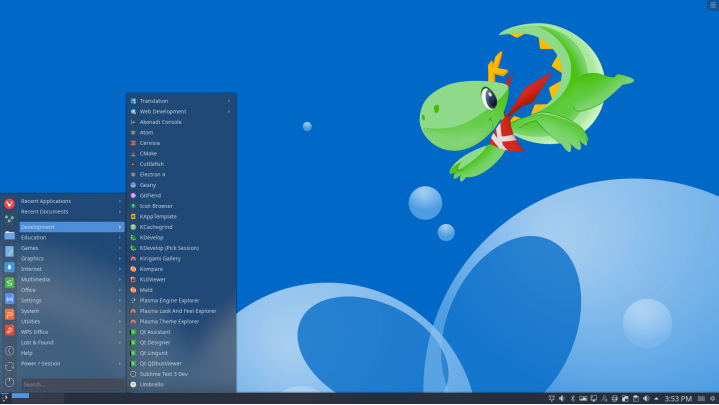 Recent Applications
Recent Documents
Development
Education
Games
Graphics
Internet
Multimedia
Office
Settings
System
Utilities
WPS Office
Lost & Found
Help
Power / Session
Search...
Translation
Web Development
Akonadi Console
Atom
Cervisia
CMake
Cuttlefish
Electron 4
Geany
GitFiend
Icon Browser
KAppTemplate
KCachegrind
KDevelop
KDevelop (Pick Session)
Kirigami Gallery
Kompare
KUIViewer
Meld
Plasma Engine Explorer
Plasma Look And Feel Explorer
Plasma Theme Explorer
Qt Assistant
Qt Designer
Qt Linguist
Qt QDbusViewer
Sublime Text 3 Dev
Umbrello
3:53 PM